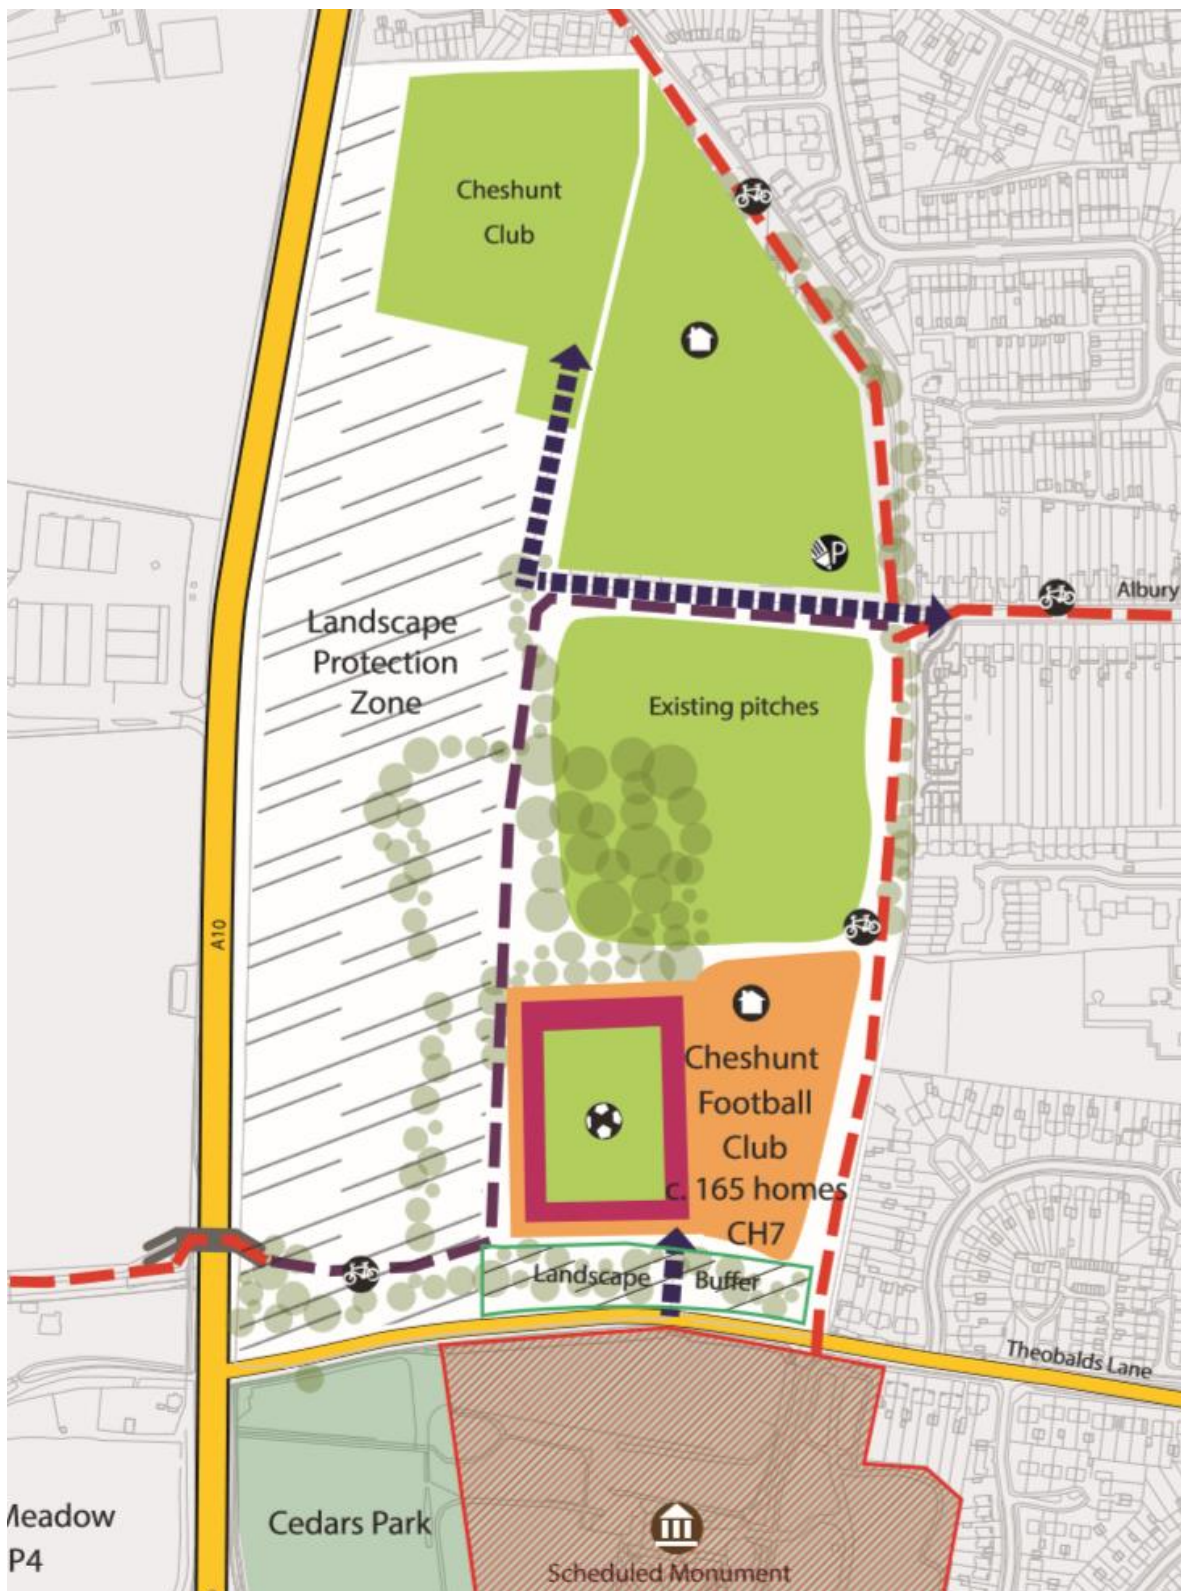 Cheshunt
Club
P
Albury
Landscape
Protection
Zone
Existing pitches
A10
Cheshunt
Football
Club
c. 165 homes
CH7
Landscape Buffer
Theobalds Lane
Meadow
P4
Cedars Park
Scheduled Monument